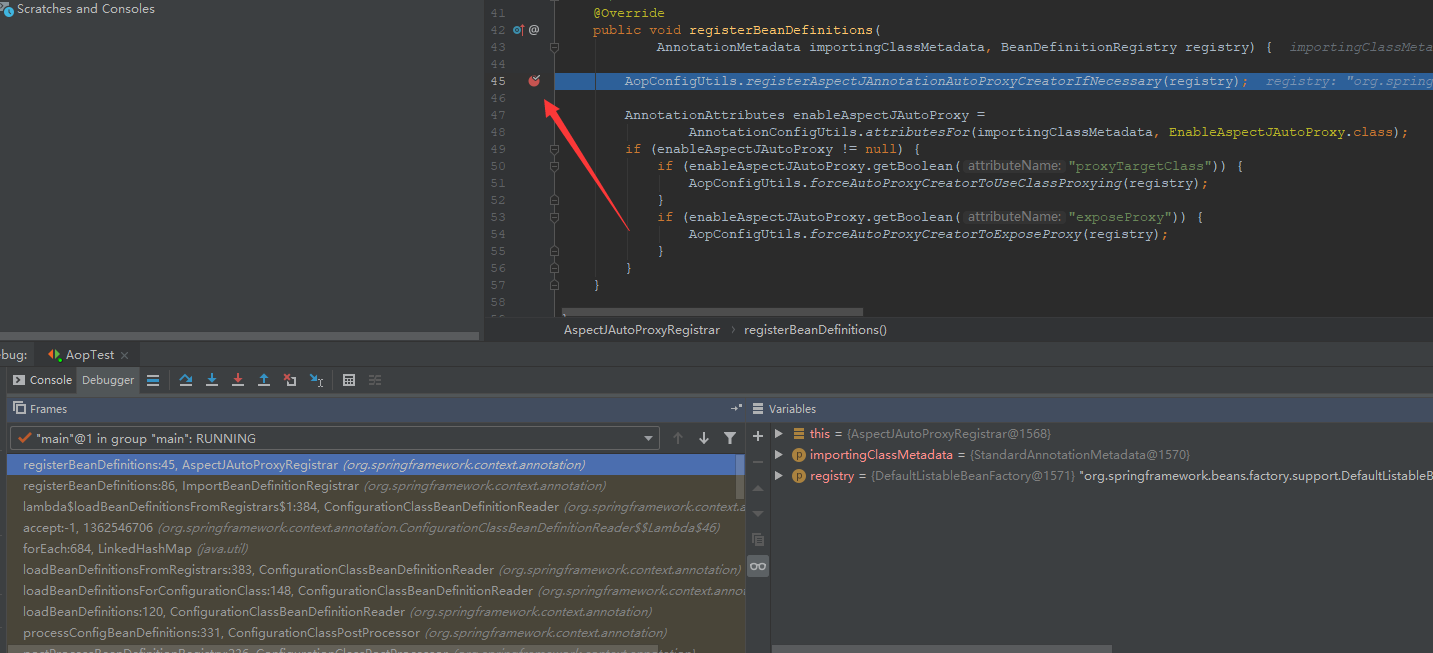 Scratches and Consoles
41 @Override
42 @ public void registerBeanDefinitions(
43 AnnotationMetadata importingClassMetadata, BeanDefinitionRegistry registry) { importingClassMeta
44
45 AopConfigUtils.registerAspectJAnnotationAutoProxyCreatorIfNecessary(registry); registry: "org.spring
46
47 AnnotationAttributes enableAspectJAutoProxy =
48 AnnotationConfigUtils.attributesFor(importingClassMetadata, EnableAspectJAutoProxy.class);
49 if (enableAspectJAutoProxy != null) {
50 if (enableAspectJAutoProxy.getBoolean( attributeName: "proxyTargetClass")) {
51 AopConfigUtils.forceAutoProxyCreatorToUseClassProxying(registry);
52 }
53 if (enableAspectJAutoProxy.getBoolean( attributeName: "exposeProxy")) {
54 AopConfigUtils.forceAutoProxyCreatorToExposeProxy(registry);
55 }
56 }
57 }
58
AspectJAutoProxyRegistrar › registerBeanDefinitions()
bug: AopTest ×
Console Debugger
Frames
Variables
"main"@1 in group "main": RUNNING
registerBeanDefinitions:45, AspectJAutoProxyRegistrar (org.springframework.context.annotation)
registerBeanDefinitions:86, ImportBeanDefinitionRegistrar (org.springframework.context.annotation)
lambda$loadBeanDefinitionsFromRegistrars$1:384, ConfigurationClassBeanDefinitionReader (org.springframework.context.a
accept:-1, 1362546706 (org.springframework.context.annotation.ConfigurationClassBeanDefinitionReader$$Lambda$46)
forEach:684, LinkedHashMap (java.util)
loadBeanDefinitionsFromRegistrars:383, ConfigurationClassBeanDefinitionReader (org.springframework.context.annotation)
loadBeanDefinitionsForConfigurationClass:148, ConfigurationClassBeanDefinitionReader (org.springframework.context.annot
loadBeanDefinitions:120, ConfigurationClassBeanDefinitionReader (org.springframework.context.annotation)
processConfigBeanDefinitions:331, ConfigurationClassPostProcessor (org.springframework.context.annotation)
this = {AspectJAutoProxyRegistrar@1568}
importingClassMetadata = {StandardAnnotationMetadata@1570}
registry = {DefaultListableBeanFactory@1571} "org.springframework.beans.factory.support.DefaultListableB